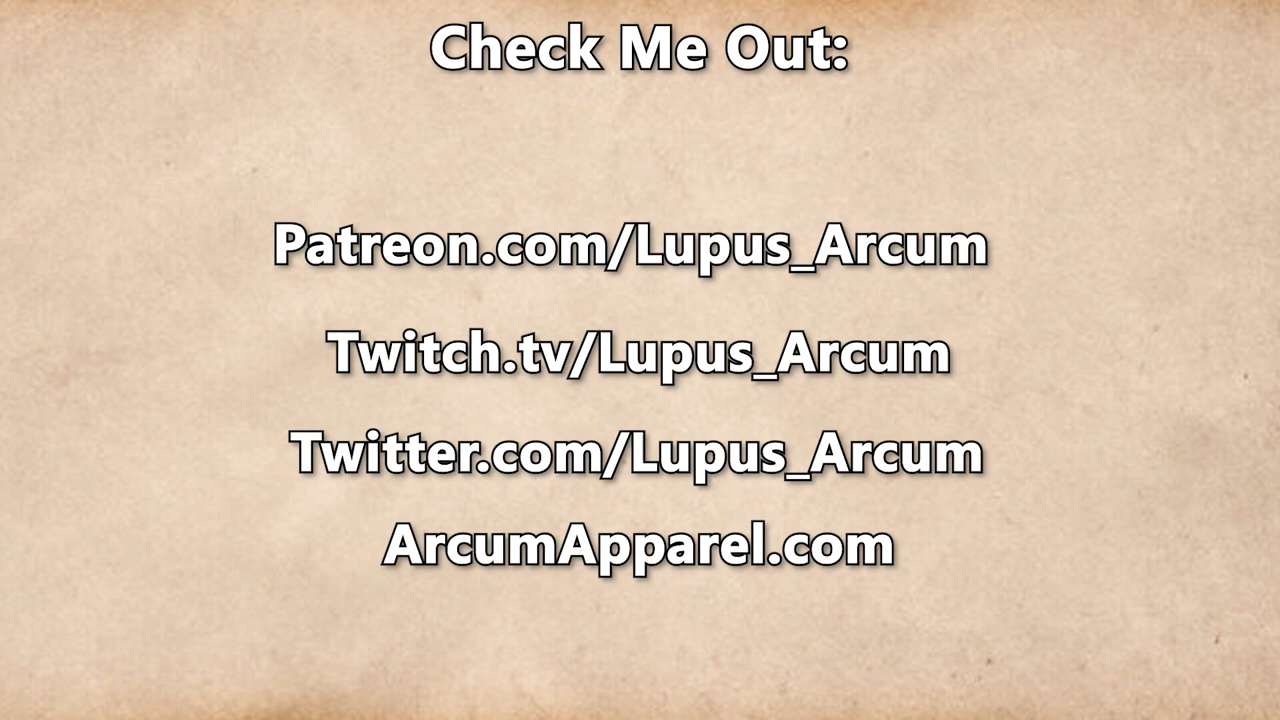 Check Me Out:
Patreon.com/Lupus_Arcum
Twitch.tv/Lupus_Arcum
Twitter.com/Lupus_Arcum
ArcumApparel.com